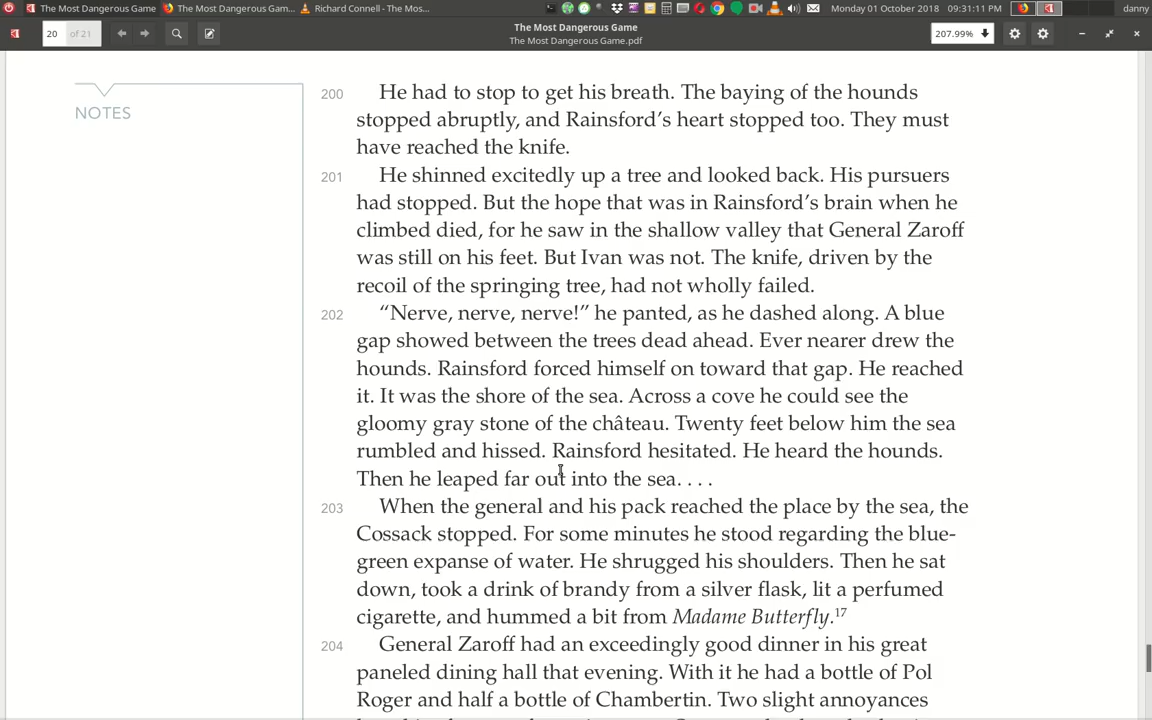 The Most Dangerous Game
The Most Dangerous Gam...
Richard Connell - The Mos...
Monday 01 October 2018
09:31:11 PM
danny
20
of 21
The Most Dangerous Game
The Most Dangerous Game.pdf
207.99%
NOTES
200 He had to stop to get his breath. The baying of the hounds
stopped abruptly, and Rainsford’s heart stopped too. They must
have reached the knife.
201 He shinned excitedly up a tree and looked back. His pursuers
had stopped. But the hope that was in Rainsford’s brain when he
climbed died, for he saw in the shallow valley that General Zaroff
was still on his feet. But Ivan was not. The knife, driven by the
recoil of the springing tree, had not wholly failed.
202 “Nerve, nerve, nerve!” he panted, as he dashed along. A blue
gap showed between the trees dead ahead. Ever nearer drew the
hounds. Rainsford forced himself on toward that gap. He reached
it. It was the shore of the sea. Across a cove he could see the
gloomy gray stone of the château. Twenty feet below him the sea
rumbled and hissed. Rainsford hesitated. He heard the hounds.
Then he leaped far out into the sea. . . .
203 When the general and his pack reached the place by the sea, the
Cossack stopped. For some minutes he stood regarding the blue-
green expanse of water. He shrugged his shoulders. Then he sat
down, took a drink of brandy from a silver flask, lit a perfumed
cigarette, and hummed a bit from Madame Butterfly.17
204 General Zaroff had an exceedingly good dinner in his great
paneled dining hall that evening. With it he had a bottle of Pol
Roger and half a bottle of Chambertin. Two slight annoyances